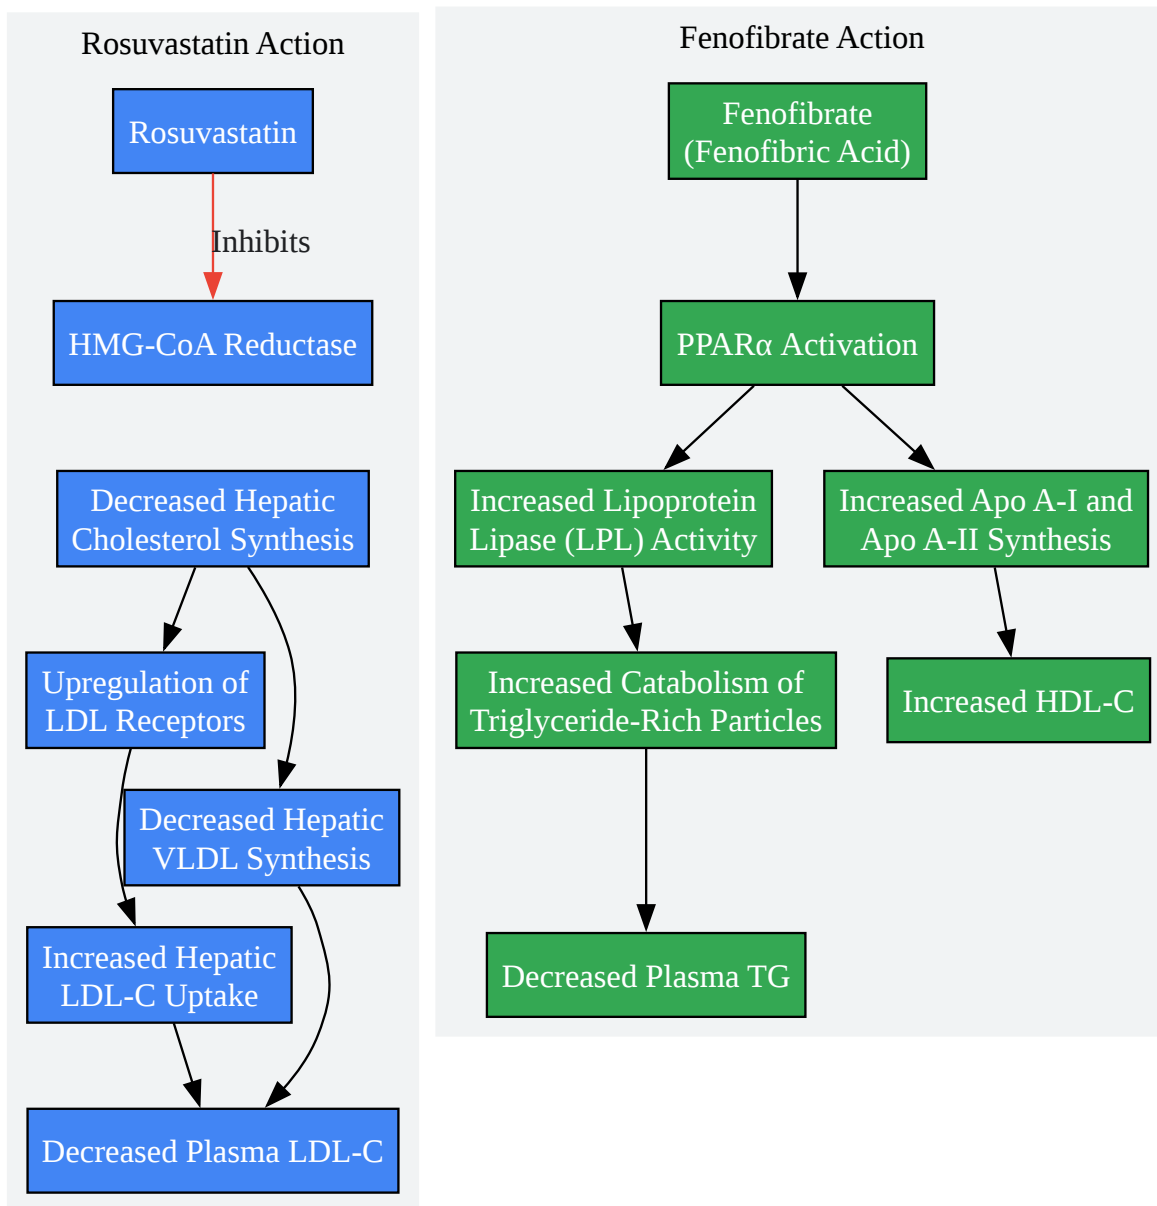 Rosuvastatin Action
Rosuvastatin
Inhibits
HMG-CoA Reductase
Decreased Hepatic
Cholesterol Synthesis
Upregulation of
LDL Receptors
Decreased Hepatic
VLDL Synthesis
Increased Hepatic
LDL-C Uptake
Decreased Plasma LDL-C
Fenofibrate Action
Fenofibrate
(Fenofibric Acid)
PPARα Activation
Increased Lipoprotein
Lipase (LPL) Activity
Increased Apo A-I and
Apo A-II Synthesis
Increased Catabolism of
Triglyceride-Rich Particles
Increased HDL-C
Decreased Plasma TG